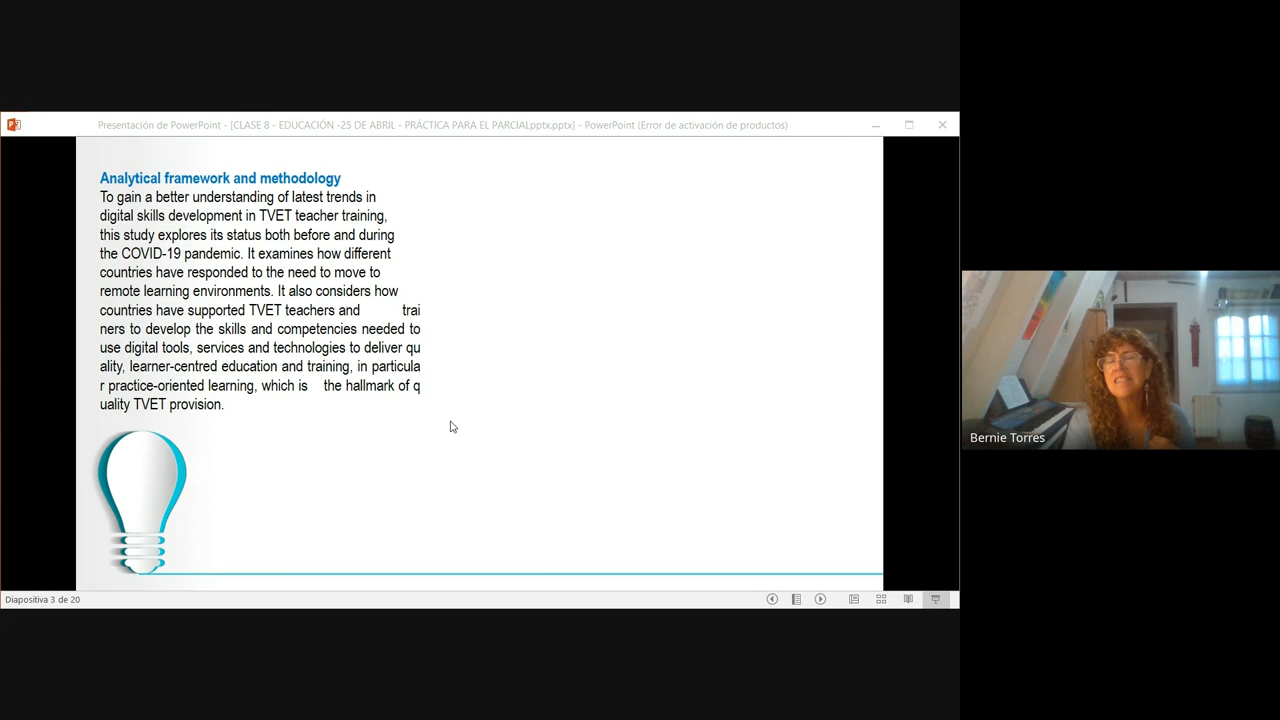 Presentación de PowerPoint - [CLASE 8 - EDUCACIÓN -25 DE ABRIL - PRÁCTICA PARA EL PARCIALpptx.pptx] - PowerPoint (Error de activación de productos)
Analytical framework and methodology
To gain a better understanding of latest trends in
digital skills development in TVET teacher training,
this study explores its status both before and during
the COVID-19 pandemic. It examines how different
countries have responded to the need to move to
remote learning environments. It also considers how
countries have supported TVET teachers and trai
ners to develop the skills and competencies needed to
use digital tools, services and technologies to deliver qu
ality, learner-centred education and training, in particula
r practice-oriented learning, which is the hallmark of q
uality TVET provision.
Bernie Torres
Diapositiva 3 de 20